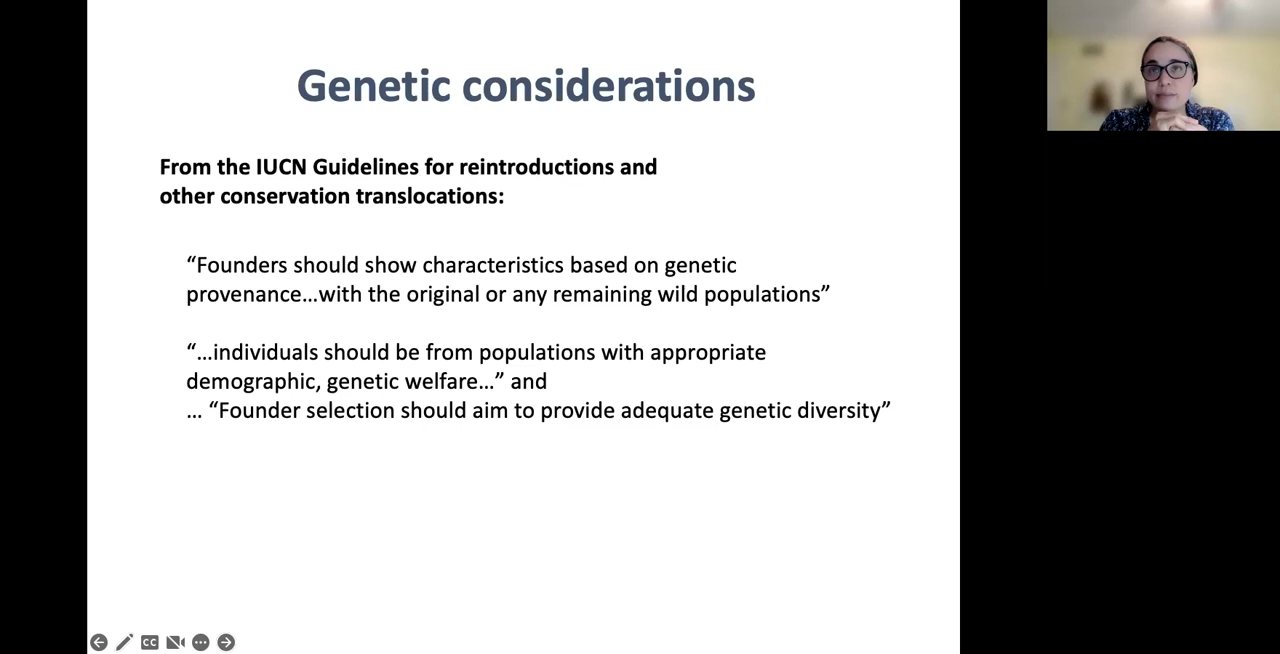 Genetic considerations
From the IUCN Guidelines for reintroductions and
other conservation translocations:
“Founders should show characteristics based on genetic
provenance...with the original or any remaining wild populations”
“...individuals should be from populations with appropriate
demographic, genetic welfare...” and
... “Founder selection should aim to provide adequate genetic diversity”
CC